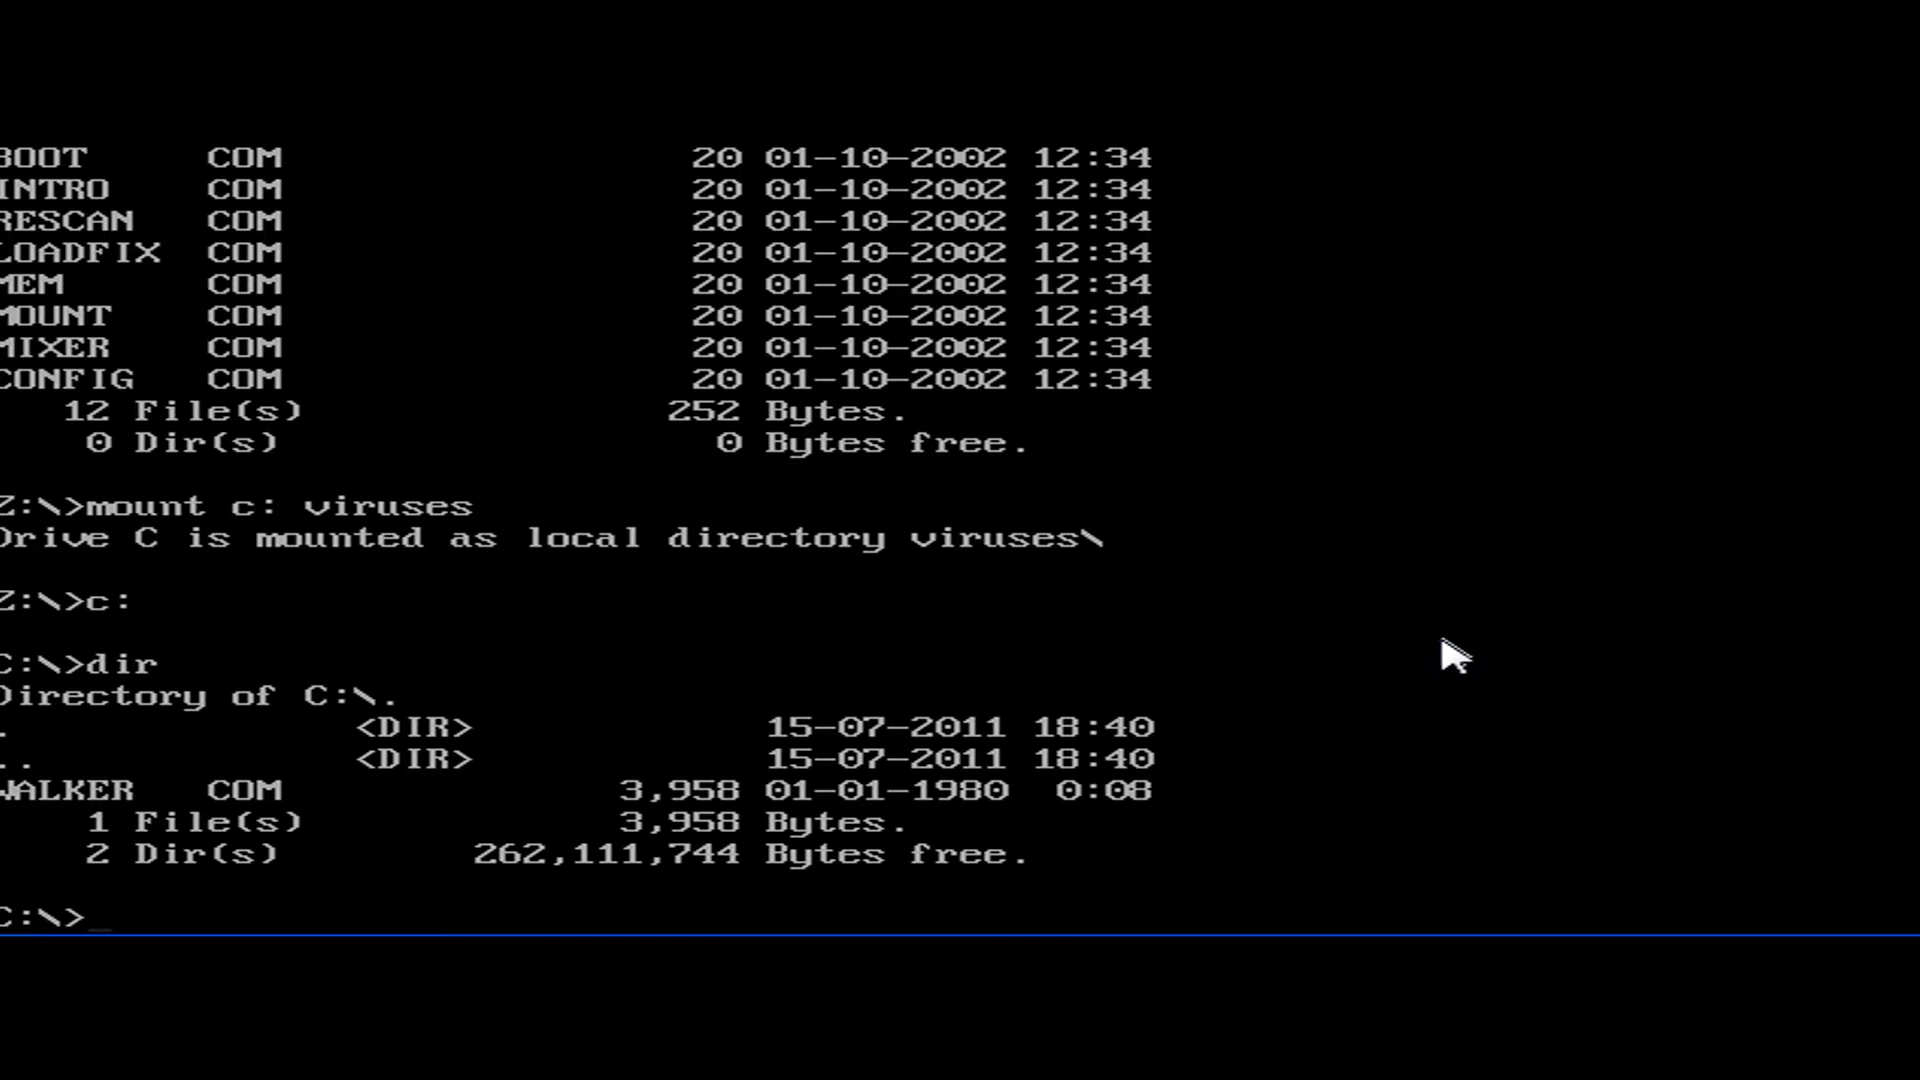 BOOT COM 20 01-10-2002 12:34
INTRO COM 20 01-10-2002 12:34
RESCAN COM 20 01-10-2002 12:34
LOADFIX COM 20 01-10-2002 12:34
MEM COM 20 01-10-2002 12:34
MOUNT COM 20 01-10-2002 12:34
MIXER COM 20 01-10-2002 12:34
CONFIG COM 20 01-10-2002 12:34
12 File(s) 252 Bytes.
0 Dir(s) 0 Bytes free.
Z:\>mount c: viruses
Drive C is mounted as local directory viruses\
Z:\>c:
C:\>dir
Directory of C:\.
. <DIR> 15-07-2011 18:40
.. <DIR> 15-07-2011 18:40
WALKER COM 3,958 01-01-1980 0:08
1 File(s) 3,958 Bytes.
2 Dir(s) 262,111,744 Bytes free.
C:\>_